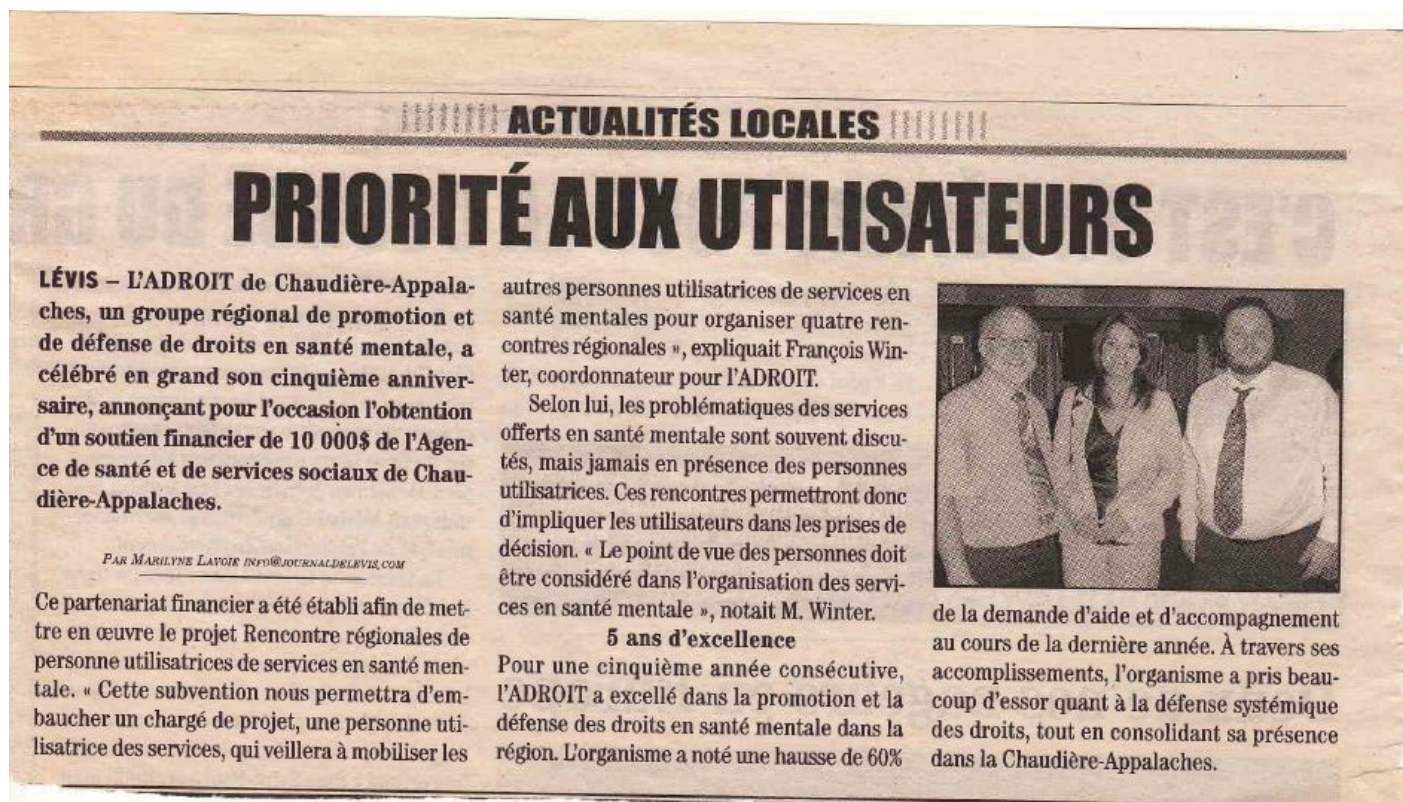 ACTUALITÉS LOCALES
PRIORITÉ AUX UTILISATEURS
LÉVIS – L'ADROIT de Chaudière-Appala-
ches, un groupe régional de promotion et
de défense de droits en santé mentale, a
célébré en grand son cinquième anniver-
saire, annonçant pour l'occasion l'obtention
d'un soutien financier de 10 000$ de l'Agen-
ce de santé et de services sociaux de Chau-
dière-Appalaches.
PAR MARILYNE LAVOIE INFO@JOURNALDELEVIS.COM
Ce partenariat financier a été établi afin de met-
tre en œuvre le projet Rencontre régionales de
personne utilisatrices de services en santé men-
tale. « Cette subvention nous permettra d'em-
baucher un chargé de projet, une personne uti-
lisatrice des services, qui veillera à mobiliser les
autres personnes utilisatrices de services en
santé mentales pour organiser quatre ren-
contres régionales », expliquait François Win-
ter, coordonnateur pour l'ADROIT.
Selon lui, les problématiques des services
offerts en santé mentale sont souvent discu-
tés, mais jamais en présence des personnes
utilisatrices. Ces rencontres permettront donc
d'impliquer les utilisateurs dans les prises de
décision. « Le point de vue des personnes doit
être considéré dans l'organisation des servi-
ces en santé mentale », notait M. Winter.
5 ans d'excellence
Pour une cinquième année consécutive,
l'ADROIT a excellé dans la promotion et la
défense des droits en santé mentale dans la
région. L'organisme a noté une hausse de 60%
de la demande d'aide et d'accompagnement
au cours de la dernière année. À travers ses
accomplissements, l'organisme a pris beau-
coup d'essor quant à la défense systémique
des droits, tout en consolidant sa présence
dans la Chaudière-Appalaches.